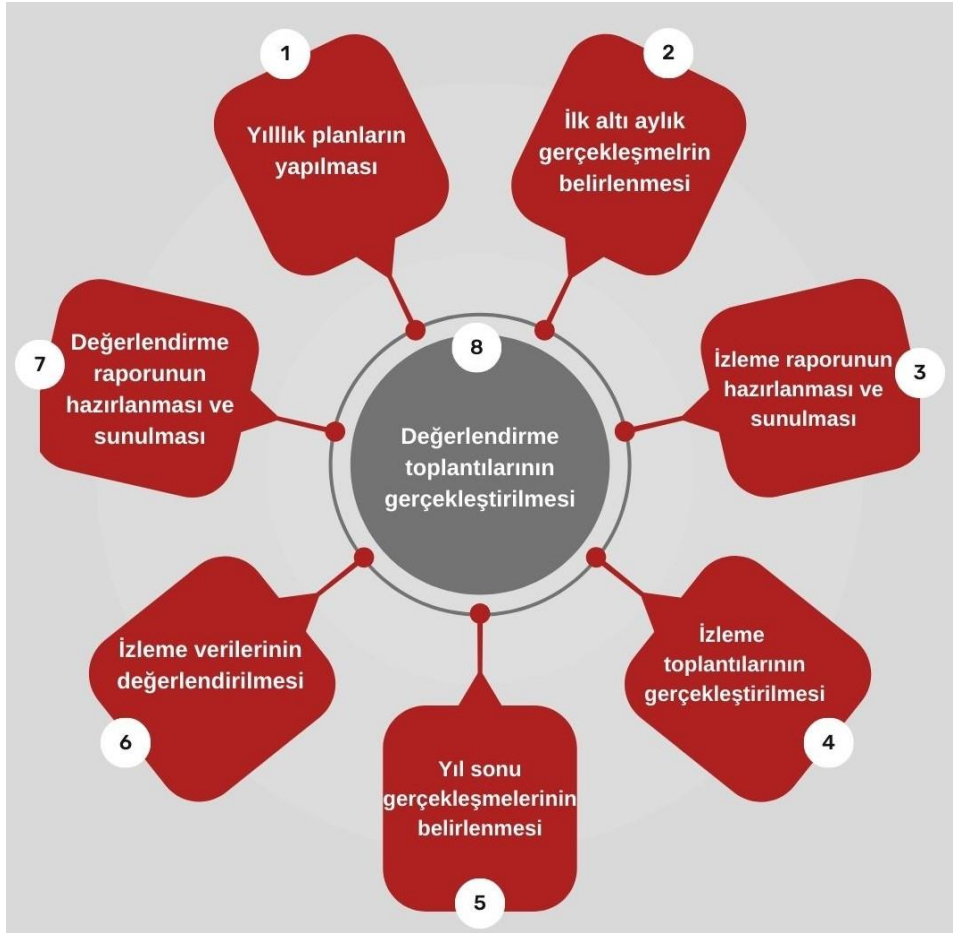 1
Yılllık planların
yapılması
2
İlk altı aylık
gerçekleşmelrin
belirlenmesi
3
İzleme raporunun
hazırlanması ve
sunulması
4
İzleme
toplantılarının
gerçekleştirilmesi
5
Yıl sonu
gerçekleşmelerinin
belirlenmesi
6
İzleme verilerinin
değerlendirilmesi
7
Değerlendirme
raporunun
hazırlanması ve
sunulması
8
Değerlendirme
toplantılarının
gerçekleştirilmesi